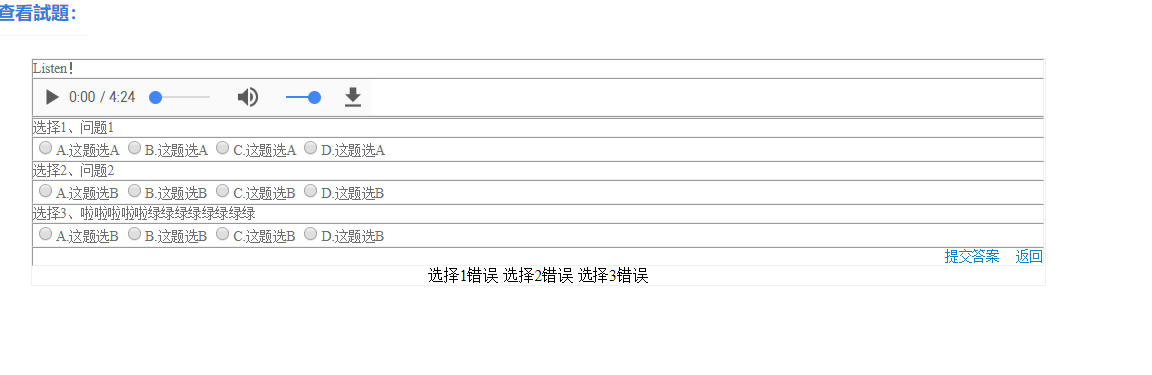 查看試題：
Listen！
0:00 / 4:24
选择1、问题1
A.这题选A B.这题选A C.这题选A D.这题选A
选择2、问题2
A.这题选B B.这题选B C.这题选B D.这题选B
选择3、啦啦啦啦啦绿绿绿绿绿绿绿绿
A.这题选B B.这题选B C.这题选B D.这题选B
提交答案 返回
选择1错误 选择2错误 选择3错误